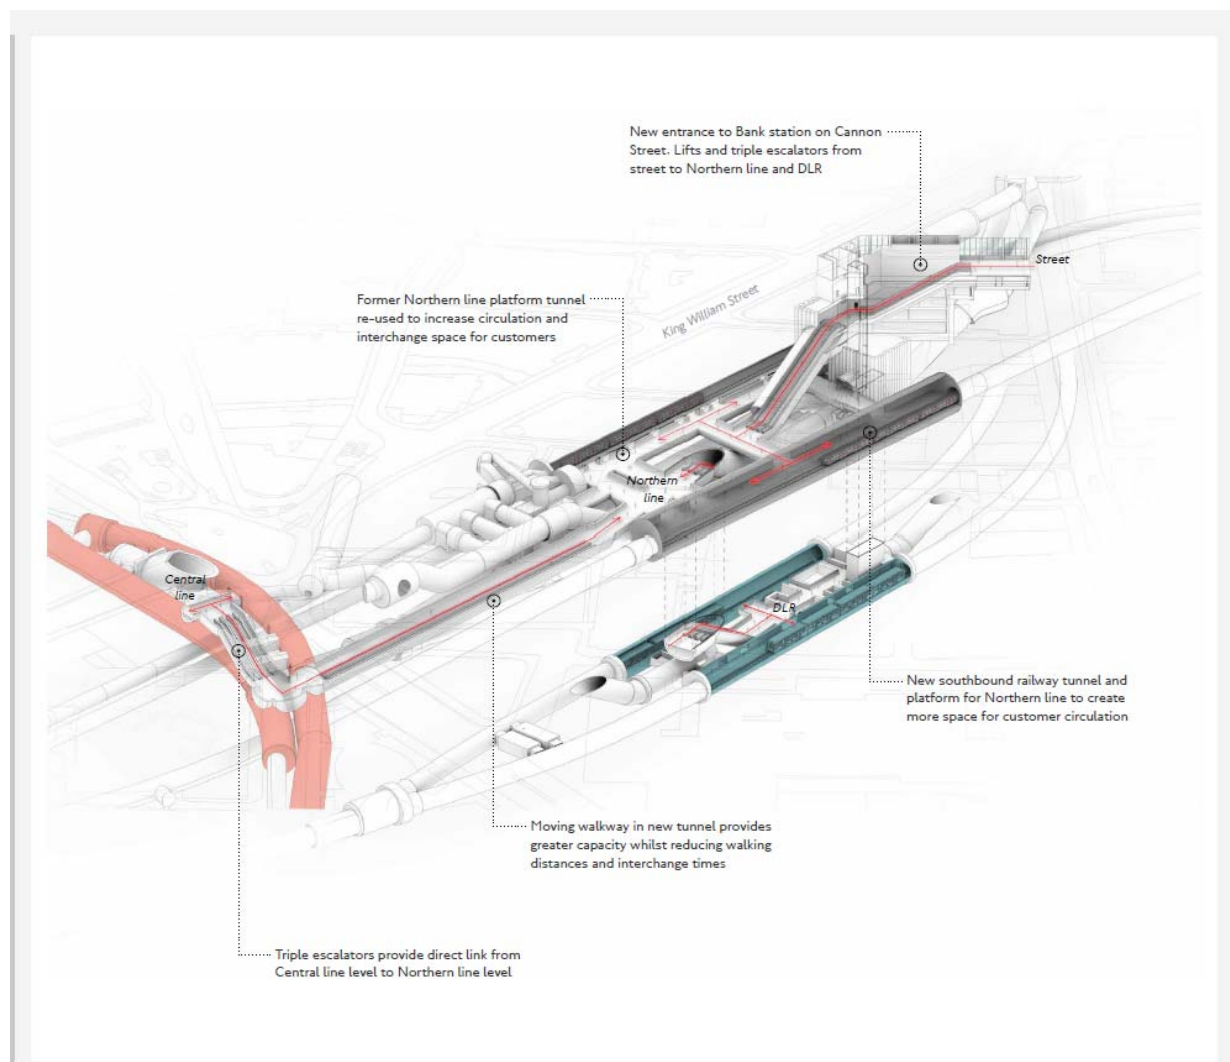 New entrance to Bank station on Cannon
Street. Lifts and triple escalators from
street to Northern line and DLR
Street
Former Northern line platform tunnel
re-used to increase circulation and
interchange space for customers
King William Street
Northern
line
Central
line
DLR
New southbound railway tunnel and
platform for Northern line to create
more space for customer circulation
Moving walkway in new tunnel provides
greater capacity whilst reducing walking
distances and interchange times
Triple escalators provide direct link from
Central line level to Northern line level